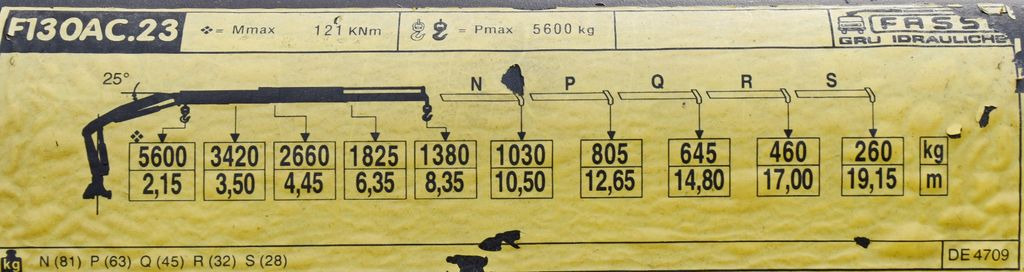 F130AC.23 = Mmax 121 KNm = Pmax 5600 kg FASSI
GRU IDRAULICHE
25° N P Q R S
5600 3420 2660 1825 1380 1030 805 645 460 260 kg
2,15 3,50 4,45 6,35 8,35 10,50 12,65 14,80 17,00 19,15 m
kg N (81) P (63) Q (45) R (32) S (28) DE 4709